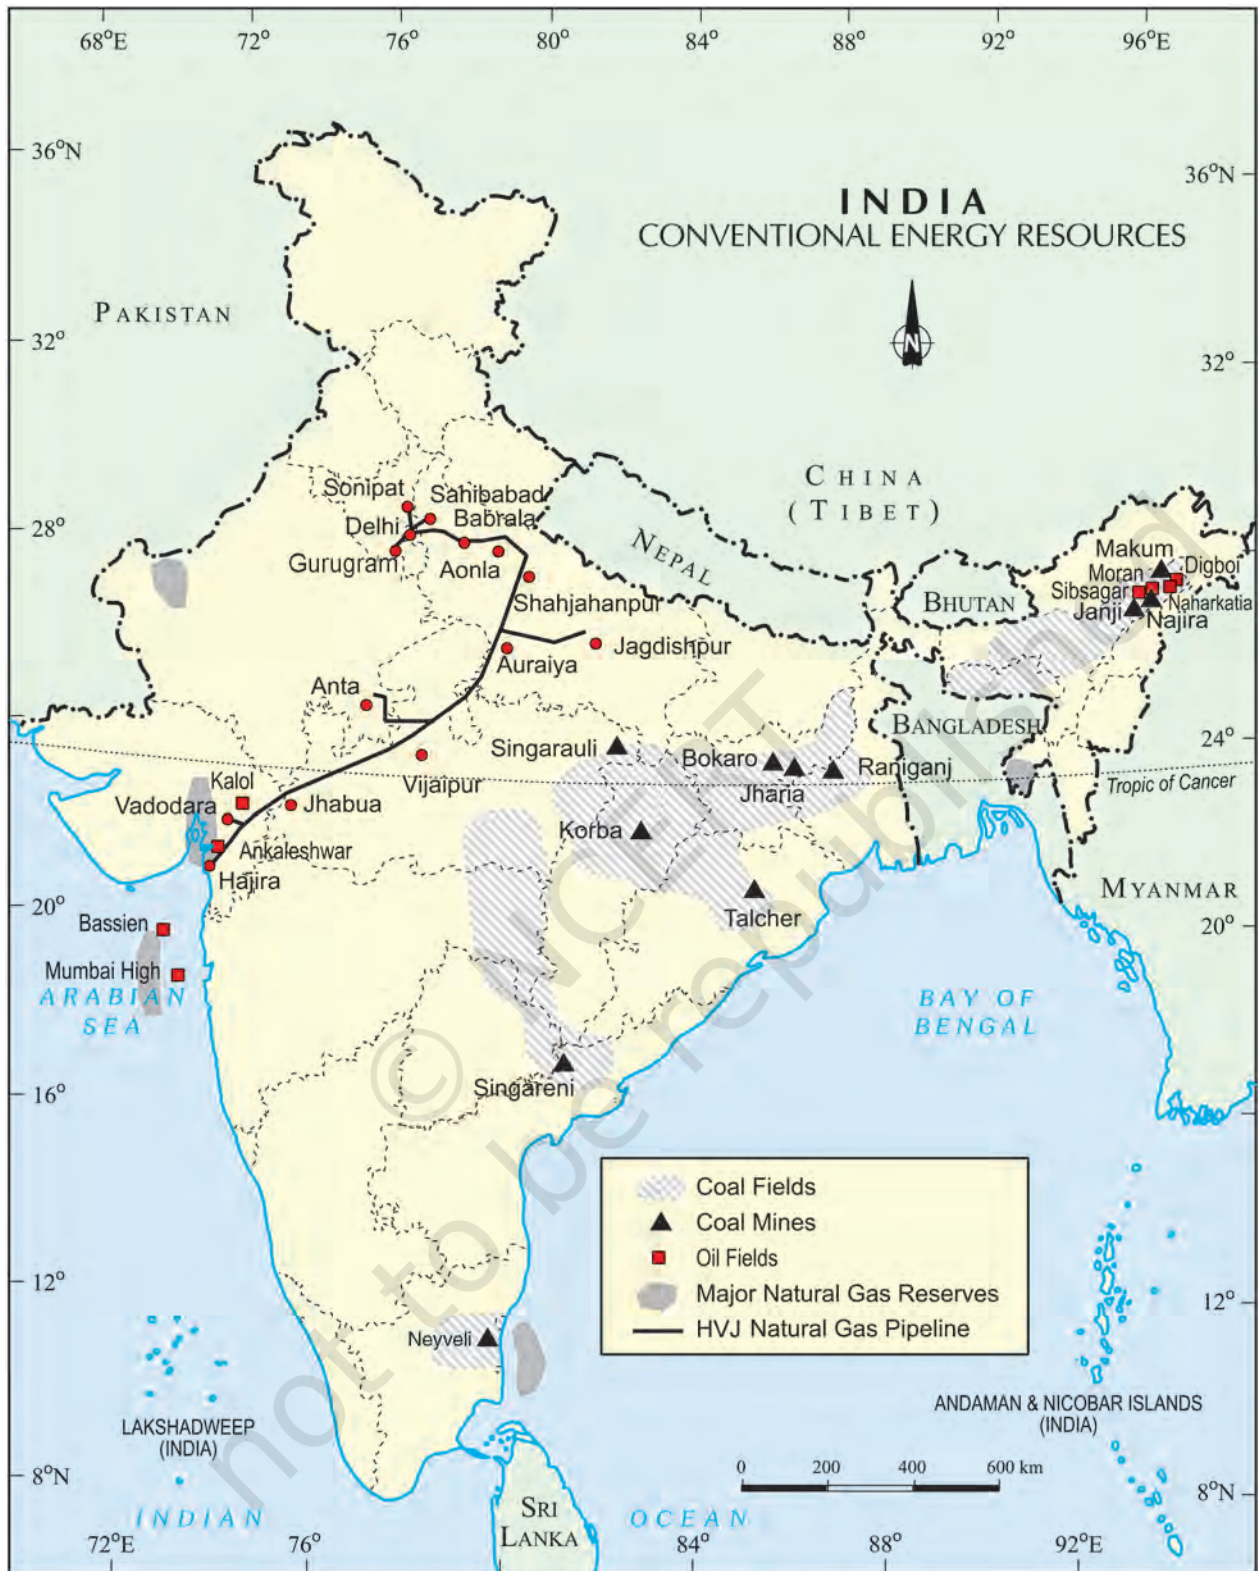 68°E 72° 76° 80° 84° 88° 92° 96°E
36°N
36°N
INDIA
CONVENTIONAL ENERGY RESOURCES
N
PAKISTAN
32°
32°
CHINA
(TIBET)
NEPAL
BHUTAN
BANGLADESH
MYANMAR
28°
28°
Sonipat
Sahibabad
Delhi
Babrala
Gurugram
Aonla
Shahjahanpur
Jagdishpur
Auraiya
Anta
Vijaipur
Makum
Digboi
Moran
Sibsagar
Naharkatia
Janji
Najira
24°
Tropic of Cancer
Singarauli
Bokaro
Raniganj
Jharia
Korba
Talcher
Kalol
Vadodara
Jhabua
Ankaleshwar
Hajira
20°
20°
Bassien
Mumbai High
ARABIAN
SEA
BAY OF
BENGAL
Singareni
16°
© NCERT
not to be republished
Coal Fields
Coal Mines
Oil Fields
Major Natural Gas Reserves
HVJ Natural Gas Pipeline
12°
12°
Neyveli
LAKSHADWEEP
(INDIA)
ANDAMAN & NICOBAR ISLANDS
(INDIA)
0 200 400 600 km
8°N
8°N
SRI
LANKA
INDIAN OCEAN
72°E 76° 84° 88° 92°E